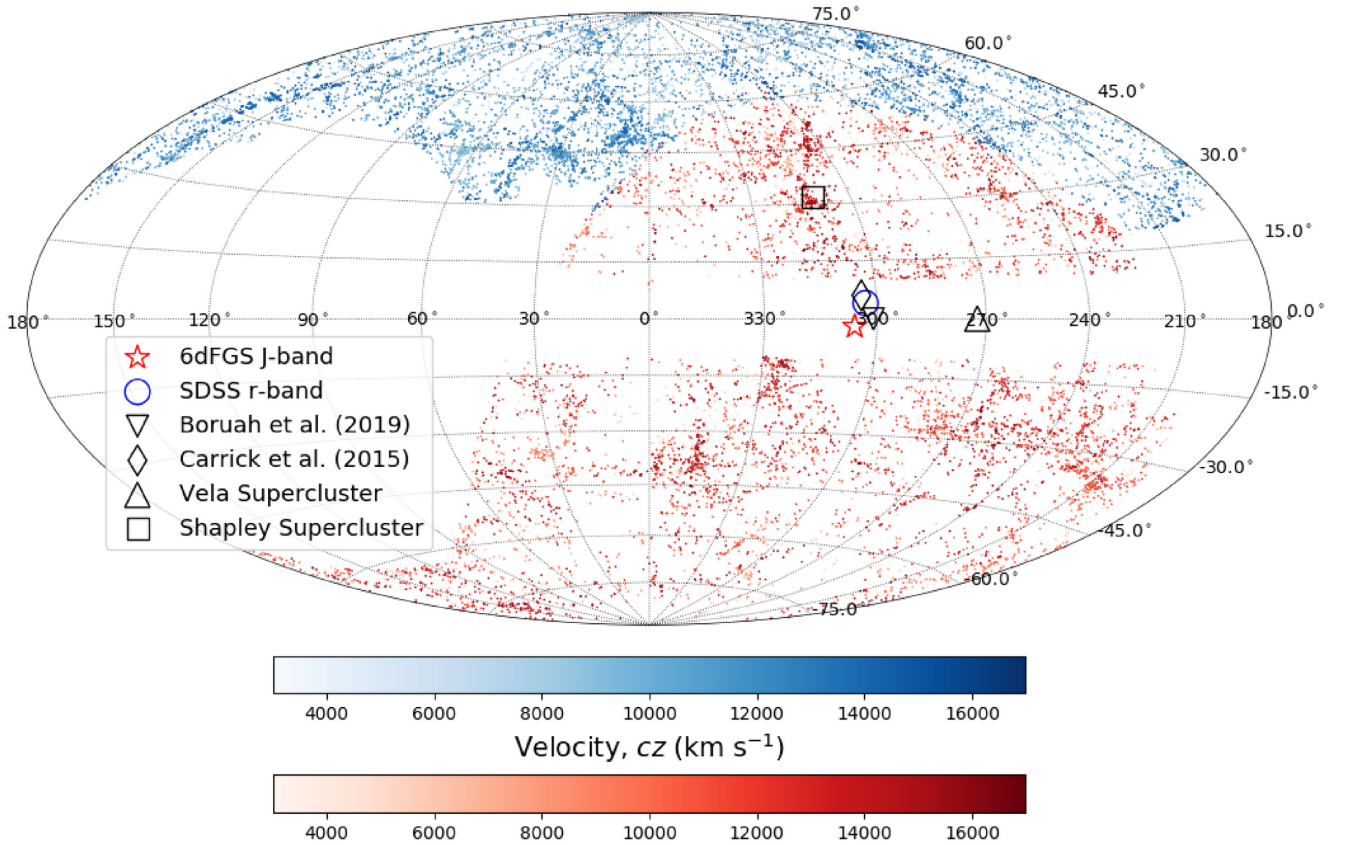 75.0°
60.0°
45.0°
30.0°
15.0°
180° 150° 120° 90° 60° 30° 0° 330° 300° 270° 240° 210° 180° 0.0°
6dFGS J-band
SDSS r-band
Boruah et al. (2019)
Carrick et al. (2015)
Vela Supercluster
Shapley Supercluster
-15.0°
-30.0°
-45.0°
-60.0°
-75.0°
4000 6000 8000 10000 12000 14000 16000
Velocity, cz (km s⁻¹)
4000 6000 8000 10000 12000 14000 16000